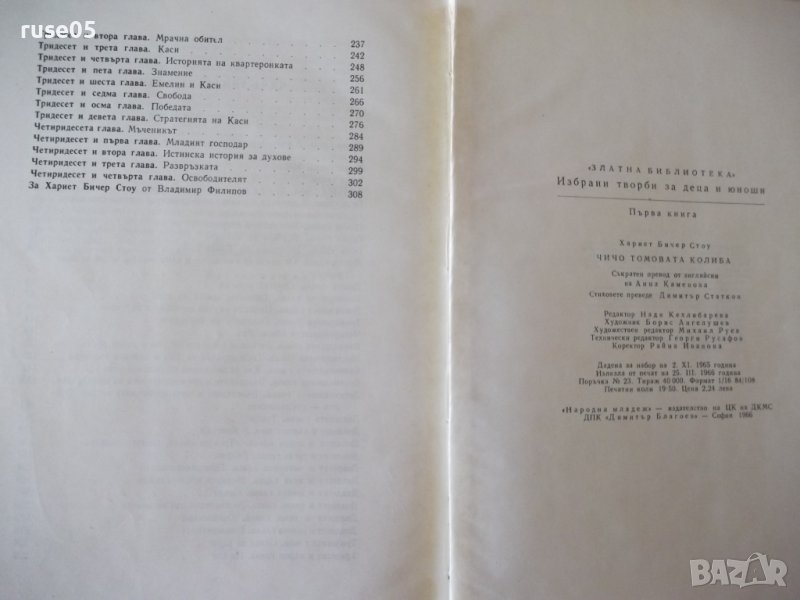 ruse05
втора глава. Мрачна обител 237
Тридесет и трета глава. Каси 242
Тридесет и четвърта глава. Историята на квартеронката 248
Тридесет и пета глава. Знамение 256
Тридесет и шеста глава. Емелин и Каси 261
Тридесет и седма глава. Свобода 266
Тридесет и осма глава. Победата 270
Тридесет и девета глава. Стратегията на Каси 276
Четиридесета глава. Мъченикът 284
Четиридесет и първа глава. Младият господар 289
Четиридесет и втора глава. Истинска история за духове 294
Четиридесет и трета глава. Развръзката 299
Четиридесет и четвърта глава. Освободителят 302
За Хариет Бичер Стоу от Владимир Филипов 308
«ЗЛАТНА БИБЛИОТЕКА»
Избрани творби за деца и юноши
Първа книга
Хариет Бичер Стоу
ЧИЧО ТОМОВАТА КОЛИБА
Съкратен превод от английски
на Анна Каменова
Стиховете преведе Димитър Статков
Редактор Надя Кехлибарева
Художник Борис Ангелушев
Художествен редактор Михаил Руев
Технически редактор Георги Русафов
Коректор Райна Иванова
Дадена за набор на 2. XI. 1965 година
Излязла от печат на 25. III. 1966 година
Поръчка № 23. Тираж 40 000. Формат 1/16 84/108
Печатни коли 19·50. Цена 2,24 лева
«Народна младеж» — издателство на ЦК на ДКМС
ДПК «Димитър Благоев» — София 1966
BAZAR